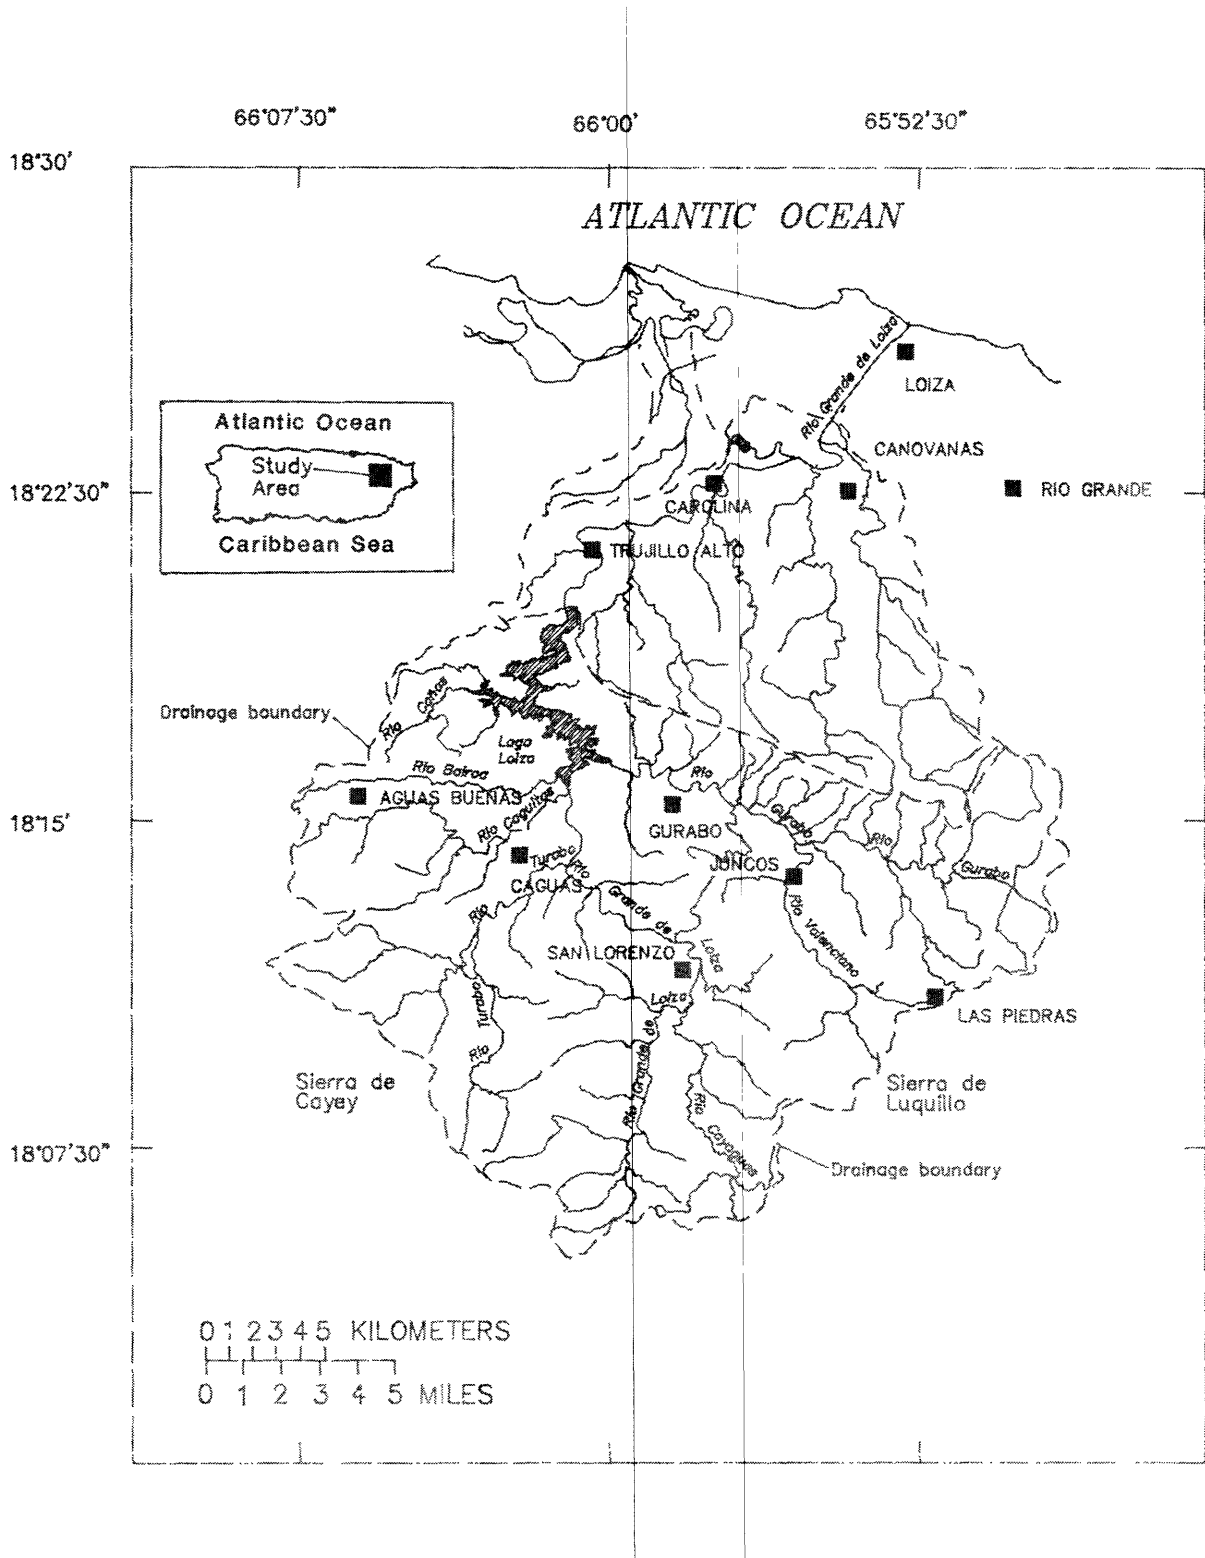 66°07'30"
66°00'
65°52'30"
18°30'
ATLANTIC OCEAN
Rio Grande de Loiza
LOIZA
Atlantic Ocean
Study
Area
Caribbean Sea
CANOVANAS
18°22'30"
RIO GRANDE
CAROLINA
TRUJILLO ALTO
Rio Cañas
Drainage boundary
Lago
Loiza
Rio Bairoa
Rio
AGUAS BUENAS
Rio Caguitas
Gurabo
18°15'
GURABO
Rio
Turabo
JUNCOS
Gurabo
Rio
CAGUAS
Grande de
Rio
Rio Valenciano
SAN LORENZO
Loiza
Loiza
Turabo
LAS PIEDRAS
Rio
Rio Grande de
Sierra de
Cayey
Sierra de
Luquillo
Rio
Cayaguas
18°07'30"
Drainage boundary
0 1 2 3 4 5 KILOMETERS
0 1 2 3 4 5 MILES